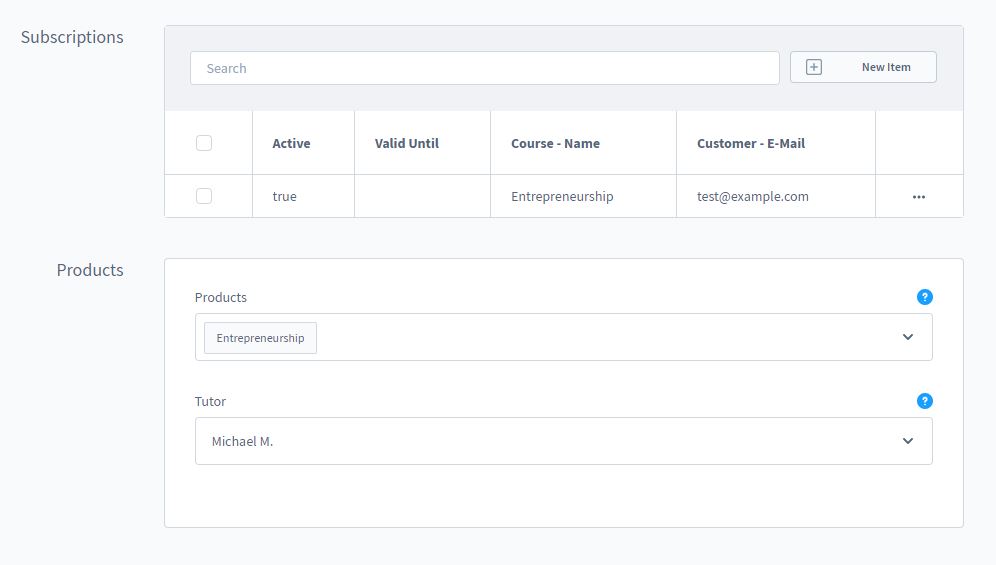 Subscriptions
Search
New Item
Active Valid Until Course - Name Customer - E-Mail
true Entrepreneurship test@example.com
Products
Products
Entrepreneurship
Tutor
Michael M.